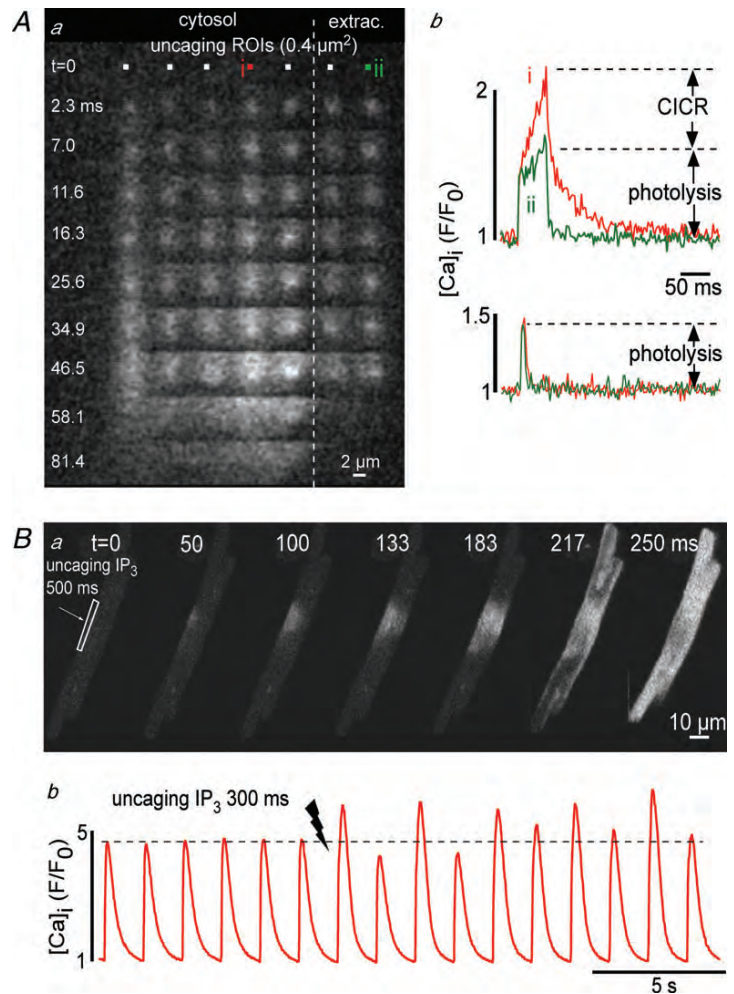 A
a
cytosol extrac.
uncaging ROIs (0.4 µm²)
t=0
i
ii
2.3 ms
7.0
11.6
16.3
25.6
34.9
46.5
58.1
81.4
2 µm
b
2
1
[Ca]i (F/F0)
i
ii
CICR
photolysis
50 ms
1.5
1
photolysis
B
a
t=0 50 100 133 183 217 250 ms
uncaging IP3
500 ms
10 µm
b
uncaging IP3 300 ms
5
1
[Ca]i (F/F0)
5 s